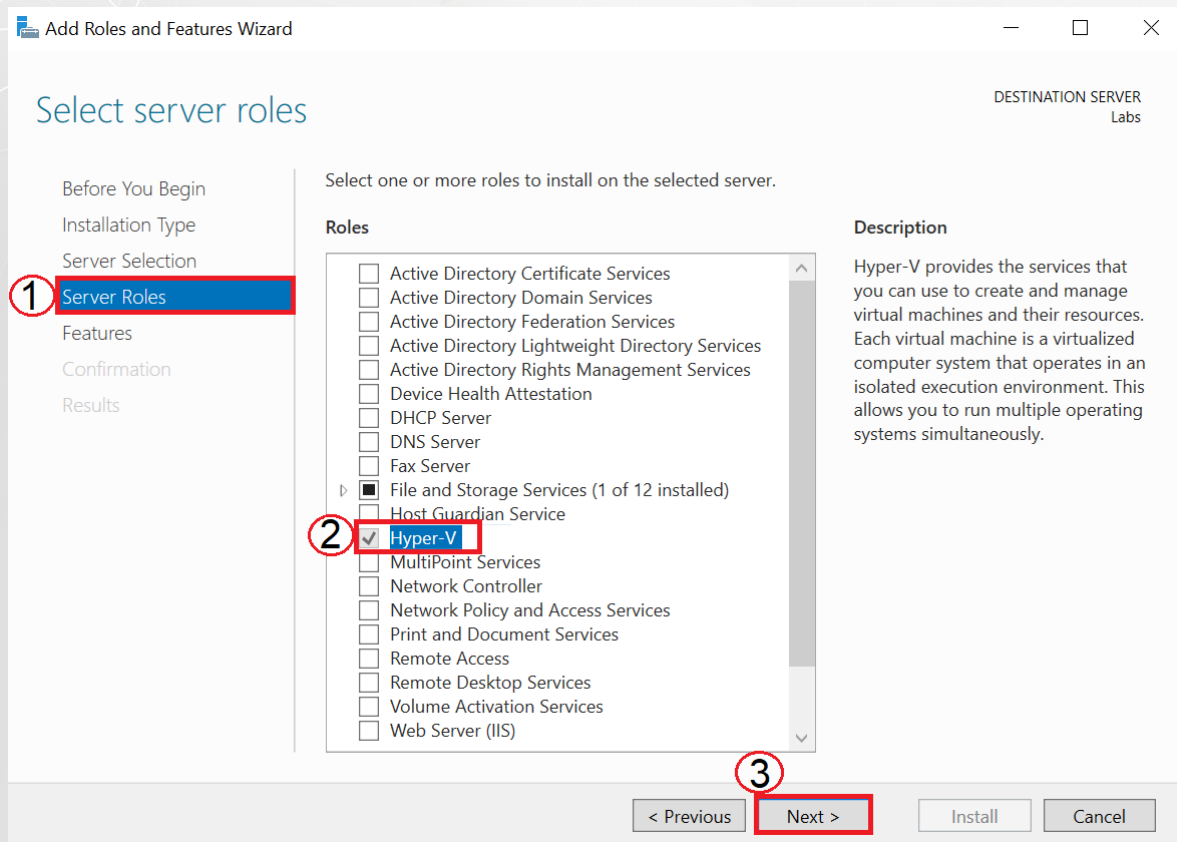 Add Roles and Features Wizard
Select server roles
DESTINATION SERVER
Labs
Before You Begin
Installation Type
Server Selection
1
Server Roles
Features
Confirmation
Results
Select one or more roles to install on the selected server.
Roles
Active Directory Certificate Services
Active Directory Domain Services
Active Directory Federation Services
Active Directory Lightweight Directory Services
Active Directory Rights Management Services
Device Health Attestation
DHCP Server
DNS Server
Fax Server
File and Storage Services (1 of 12 installed)
Host Guardian Service
2
Hyper-V
MultiPoint Services
Network Controller
Network Policy and Access Services
Print and Document Services
Remote Access
Remote Desktop Services
Volume Activation Services
Web Server (IIS)
Description
Hyper-V provides the services that
you can use to create and manage
virtual machines and their resources.
Each virtual machine is a virtualized
computer system that operates in an
isolated execution environment. This
allows you to run multiple operating
systems simultaneously.
3
< Previous
Next >
Install
Cancel